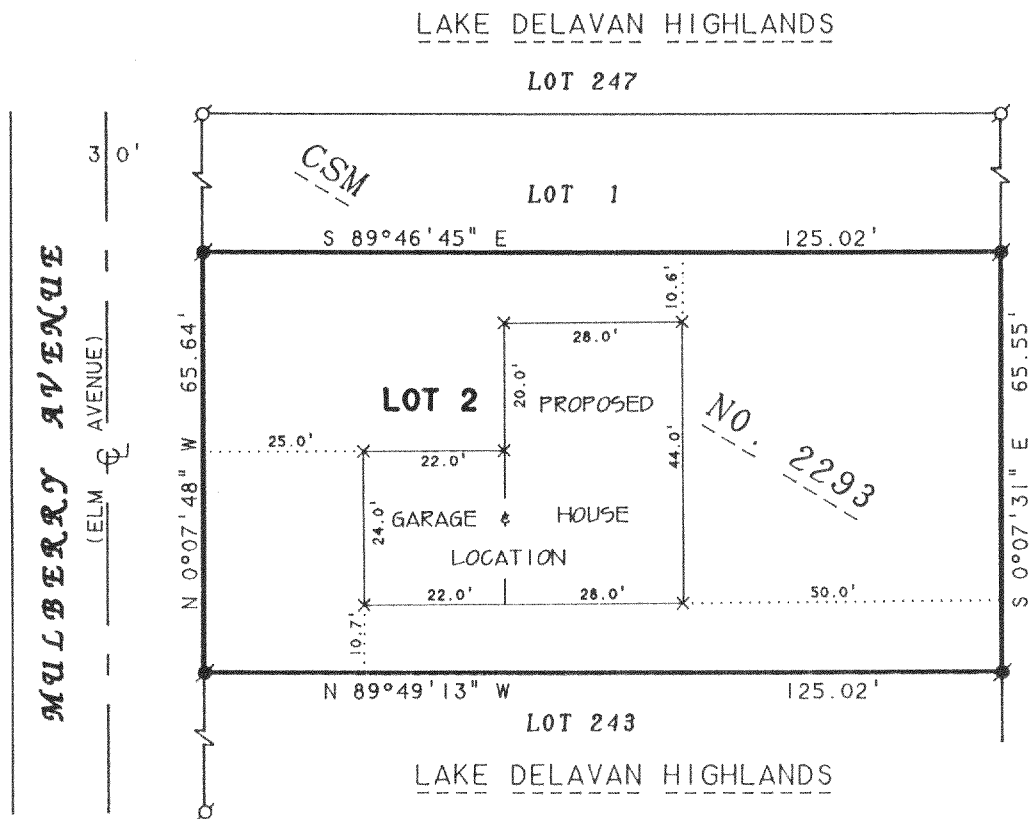 LAKE DELAVAN HIGHLANDS
LOT 247
30'
CSM
LOT 1
S 89°46'45" E
125.02'
MULBERRY AVENUE
(ELM AVENUE)
℄
N 0°07'48" W 65.64'
10.6'
28.0'
20.0'
LOT 2
PROPOSED
NO. 2293
S 0°07'31" E 65.55'
25.0'
22.0'
44.0'
24.0'
GARAGE & HOUSE
LOCATION
22.0'
28.0'
50.0'
10.7'
N 89°49'13" W
125.02'
LOT 243
LAKE DELAVAN HIGHLANDS